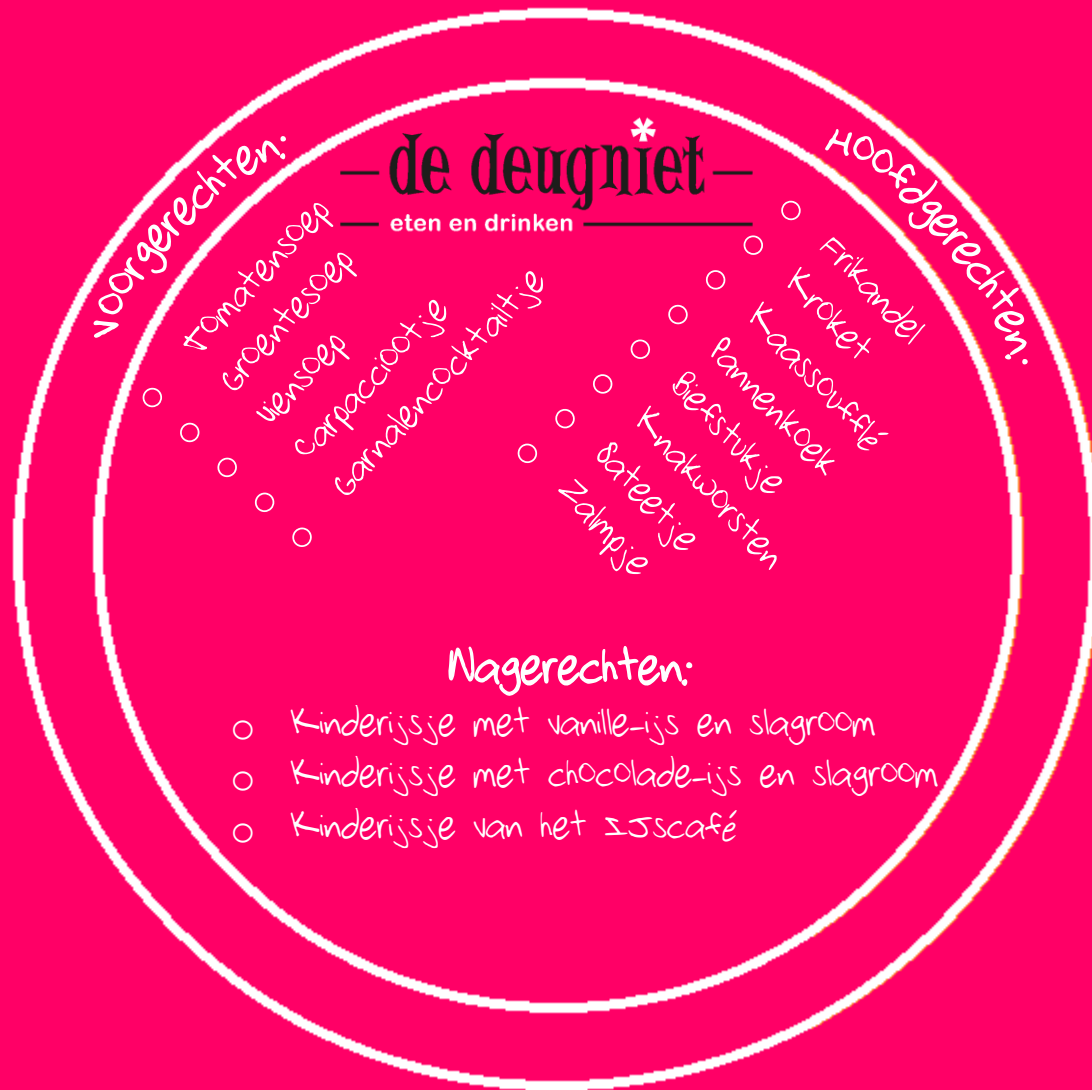 de deugniet
eten en drinken
Voorgerechten:
Tomatensoep
Groentesoep
Uiensoep
Carpacciootje
Garnalencocktailtje
Hoofdgerechten:
Frikandel
Kroket
Kaassoufflé
Pannenkoek
Biefstukje
Knakworsten
Sateetje
Zalmpje
Nagerechten:
Kinderijsje met vanille-ijs en slagroom
Kinderijsje met chocolade-ijs en slagroom
Kinderijsje van het IJscafé